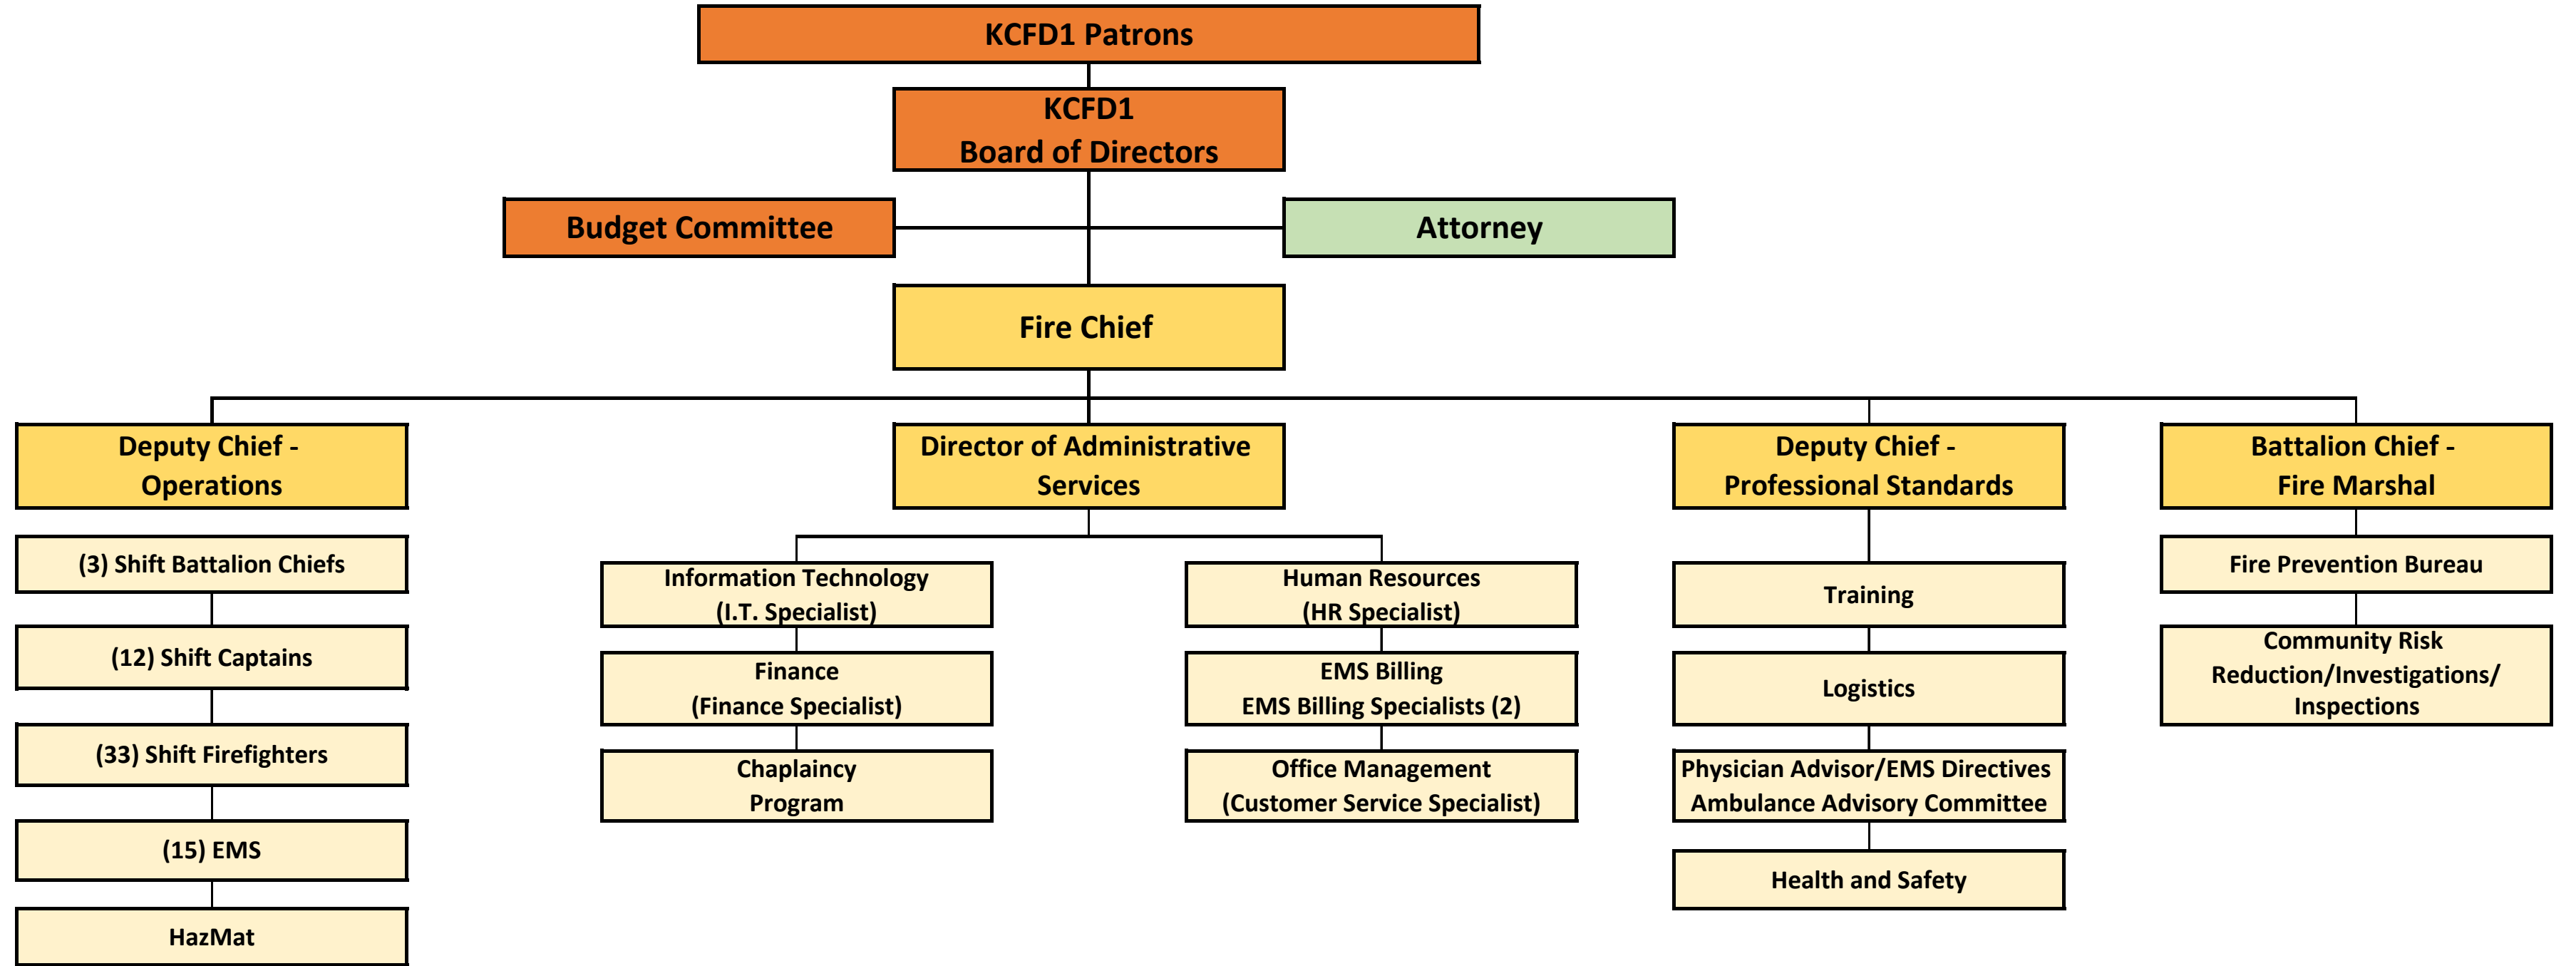 KCFD1 Patrons
KCFD1
Board of Directors
Budget Committee
Attorney
Fire Chief
Deputy Chief -
Operations
(3) Shift Battalion Chiefs
(12) Shift Captains
(33) Shift Firefighters
(15) EMS
HazMat
Director of Administrative
Services
Information Technology
(I.T. Specialist)
Finance
(Finance Specialist)
Chaplaincy
Program
Human Resources
(HR Specialist)
EMS Billing
EMS Billing Specialists (2)
Office Management
(Customer Service Specialist)
Deputy Chief -
Professional Standards
Training
Logistics
Physician Advisor/EMS Directives
Ambulance Advisory Committee
Health and Safety
Battalion Chief -
Fire Marshal
Fire Prevention Bureau
Community Risk
Reduction/Investigations/
Inspections